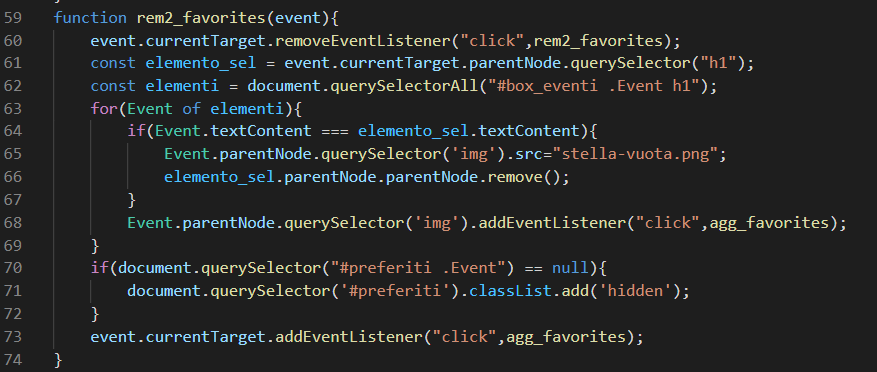 59 function rem2_favorites(event){
60     event.currentTarget.removeEventListener("click",rem2_favorites);
61     const elemento_sel = event.currentTarget.parentNode.querySelector("h1");
62     const elementi = document.querySelectorAll("#box_eventi .Event h1");
63     for(Event of elementi){
64         if(Event.textContent === elemento_sel.textContent){
65             Event.parentNode.querySelector('img').src="stella-vuota.png";
66             elemento_sel.parentNode.parentNode.remove();
67         }
68         Event.parentNode.querySelector('img').addEventListener("click",agg_favorites);
69     }
70     if(document.querySelector("#preferiti .Event") == null){
71         document.querySelector('#preferiti').classList.add('hidden');
72     }
73     event.currentTarget.addEventListener("click",agg_favorites);
74 }